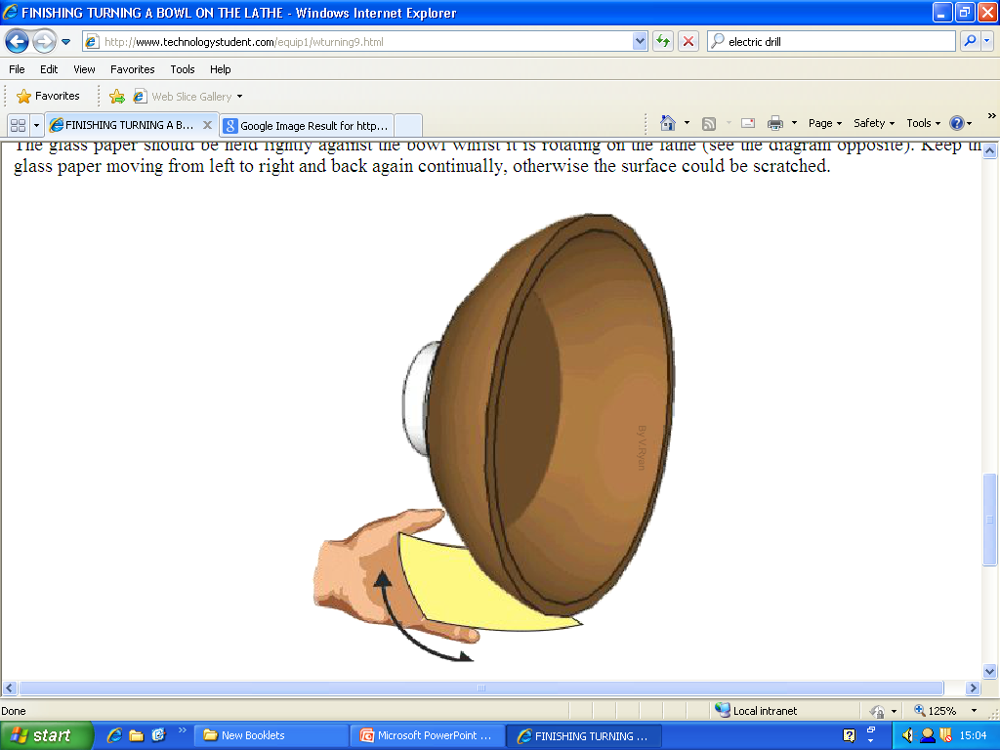 FINISHING TURNING A BOWL ON THE LATHE - Windows Internet Explorer
http://www.technologystudent.com/equip1/wturning9.html
electric drill
File Edit View Favorites Tools Help
Favorites Web Slice Gallery
FINISHING TURNING A B... Google Image Result for http... Page Safety Tools
The glass paper should be held lightly against the bowl whilst it is rotating on the lathe (see the diagram opposite). Keep th
glass paper moving from left to right and back again continually, otherwise the surface could be scratched.
By V.Ryan
Done Local intranet 125%
start New Booklets Microsoft PowerPoint ... FINISHING TURNING ... 15:04